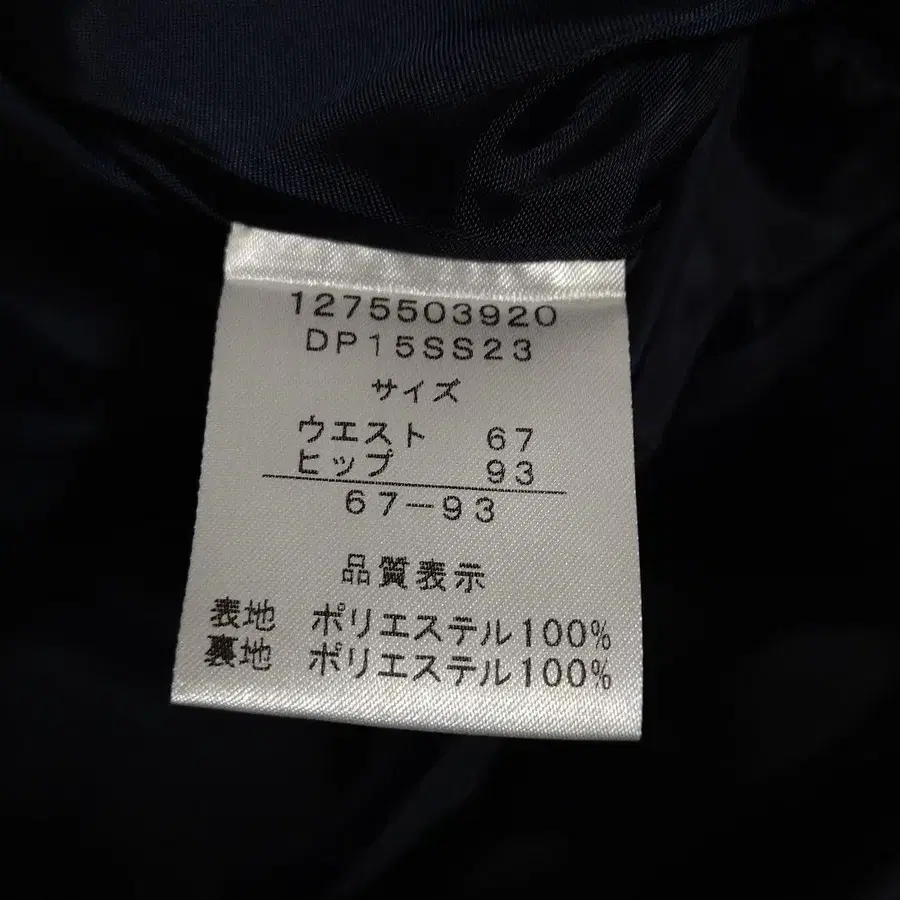 1275503920
DP15SS23
サイズ
ウエスト 67
ヒップ 93
67-93
品質表示
表地 ポリエステル100%
裏地 ポリエステル100%